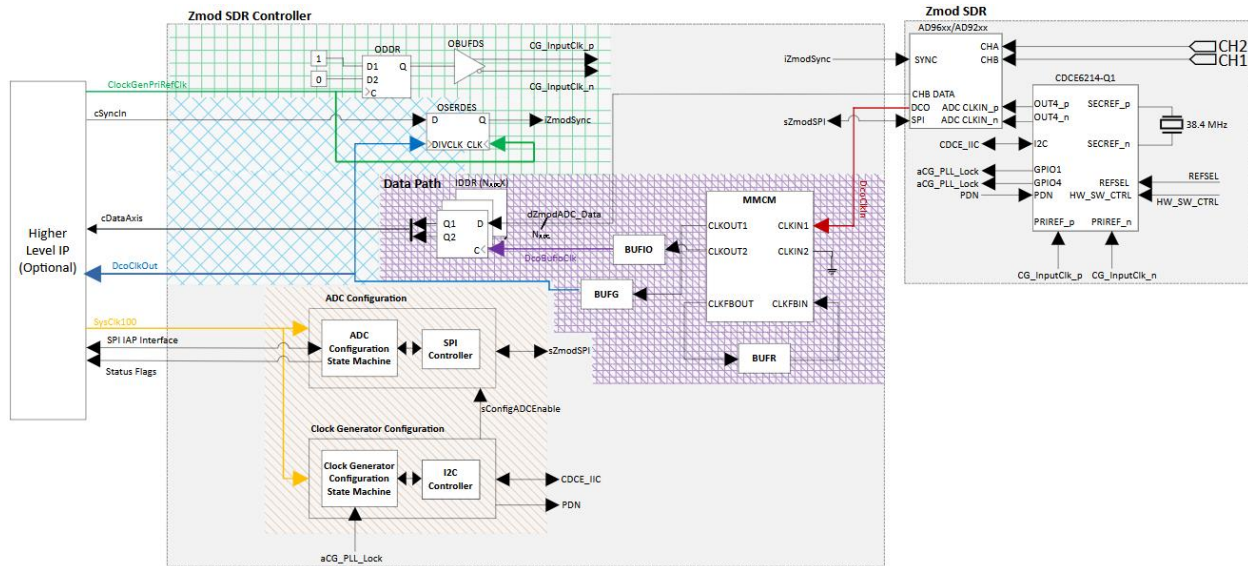 Zmod SDR Controller
Zmod SDR
AD96xx/AD92xx
ODDR
OBUFDS
CG_InputClk_p
CG_InputClk_n
1
0
D1
D2
C
Q
ClockGenPriRefClk
cSyncIn
OSERDES
D
Q
DIVCLK CLK
iZmodSync
iZmodSync
SYNC
CHA
CHB
CH2
CH1
CHB DATA
DCO
SPI
ADC CLKIN_p
ADC CLKIN_n
sZmodSPI
CDCE6214-Q1
OUT4_p
OUT4_n
SECREF_p
SECREF_n
38.4 MHz
CDCE_IIC
I2C
aCG_PLL_Lock
GPIO1
aCG_PLL_Lock
GPIO4
PDN
PDN
REFSEL
REFSEL
HW_SW_CTRL
HW_SW_CTRL
PRIREF_p
PRIREF_n
CG_InputClk_p
CG_InputClk_n
DcoClkIn
Data Path
IDDR (NADCX)
Q1
Q2
D
C
dZmodADC_Data
NADC
DcoBufioClk
BUFIO
BUFG
MMCM
CLKOUT1
CLKIN1
CLKOUT2
CLKIN2
CLKFBOUT
CLKFBIN
BUFR
cDataAxis
Higher
Level IP
(Optional)
DcoClkOut
SysClk100
SPI IAP Interface
Status Flags
ADC Configuration
ADC
Configuration
State Machine
SPI
Controller
sZmodSPI
sConfigADCEnable
Clock Generator Configuration
Clock Generator
Configuration
State Machine
I2C
Controller
CDCE_IIC
PDN
aCG_PLL_Lock